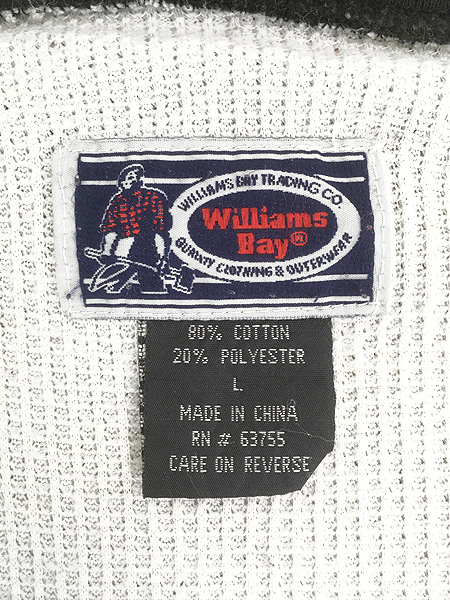 WILLIAMS BAY TRADING CO.
Williams
Bay®
QUALITY CLOTHING & OUTERWEAR
80% COTTON
20% POLYESTER
L
MADE IN CHINA
RN # 63755
CARE ON REVERSE